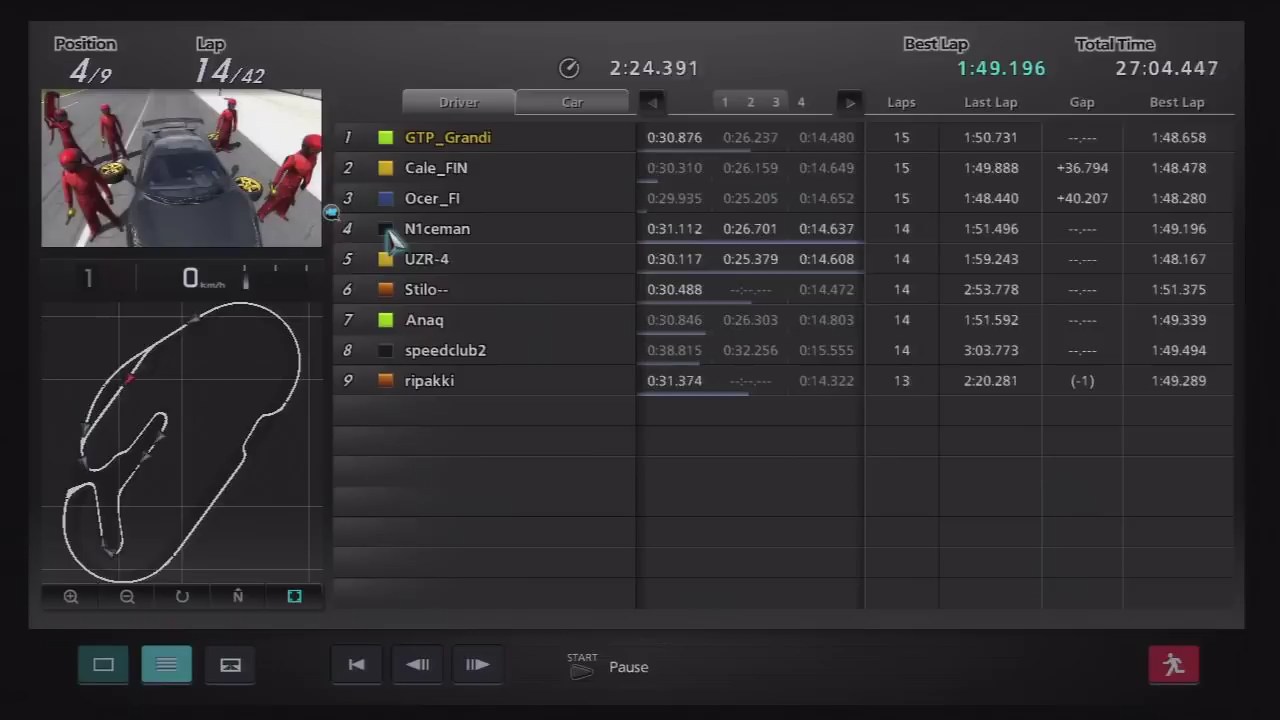 Position Lap Best Lap Total Time
4/9 14/42 2:24.391 1:49.196 27:04.447
Driver Car 1 2 3 4 Laps Last Lap Gap Best Lap
1 GTP_Grandi 0:30.876 0:26.237 0:14.480 15 1:50.731 --.--- 1:48.658
2 Cale_FIN 0:30.310 0:26.159 0:14.649 15 1:49.888 +36.794 1:48.478
3 Ocer_FI 0:29.935 0:25.205 0:14.652 15 1:48.440 +40.207 1:48.280
4 N1ceman 0:31.112 0:26.701 0:14.637 14 1:51.496 --.--- 1:49.196
5 UZR-4 0:30.117 0:25.379 0:14.608 14 1:59.243 --.--- 1:48.190
6 Stilo-- 0:30.488 --:--.--- 0:14.472 14 2:53.778 --.--- 1:51.375
7 Anaq 0:30.846 0:26.303 0:14.803 14 1:51.592 --.--- 1:49.339
8 speedclub2 0:38.815 0:32.256 0:15.555 14 3:03.773 --.--- 1:49.494
9 ripakki 0:31.374 --:--.--- 0:14.322 13 2:20.281 (-1) 1:49.289
1 0 km/h
N
START Pause